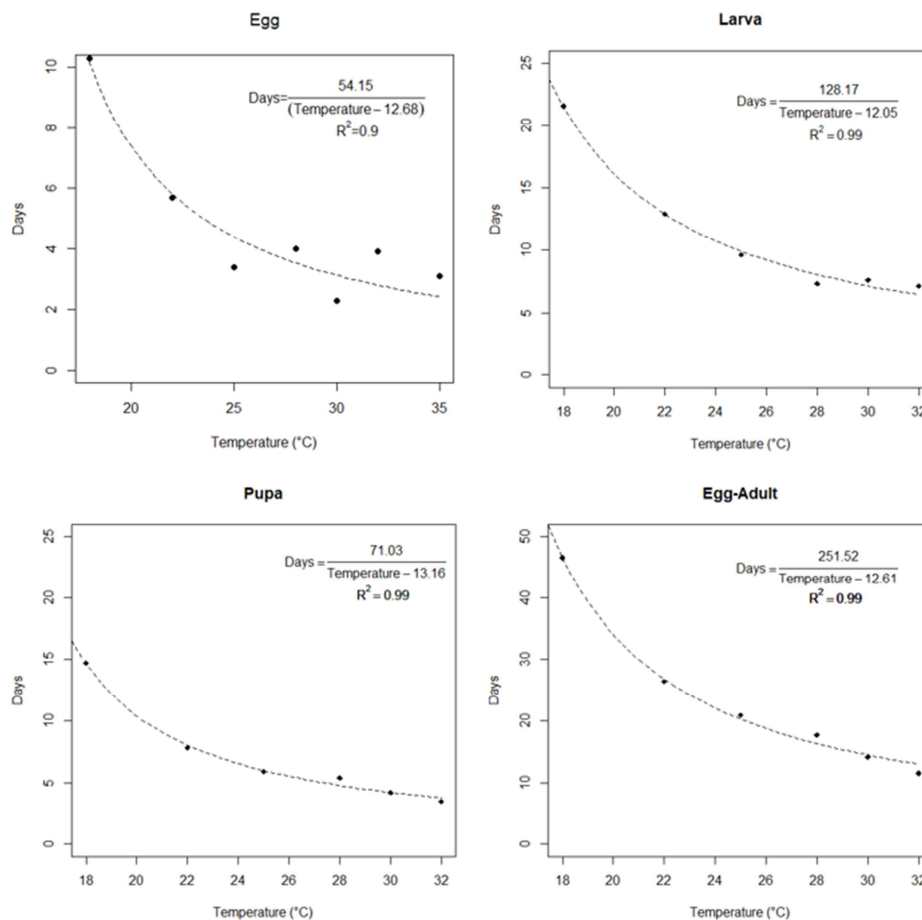 Egg
Days=54.15/(Temperature − 12.68)
R²=0.9
Days
10
8
6
4
2
0
20 25 30 35
Temperature (°C)
Larva
Days = 128.17/Temperature − 12.05
R² = 0.99
Days
25
20
15
10
5
0
18 20 22 24 26 28 30 32
Temperature (°C)
Pupa
Days = 71.03/Temperature − 13.16
R² = 0.99
Days
25
20
15
10
5
0
18 20 22 24 26 28 30 32
Temperature (°C)
Egg-Adult
Days = 251.52/Temperature − 12.61
R² = 0.99
Days
50
40
30
20
10
0
18 20 22 24 26 28 30 32
Temperature (°C)